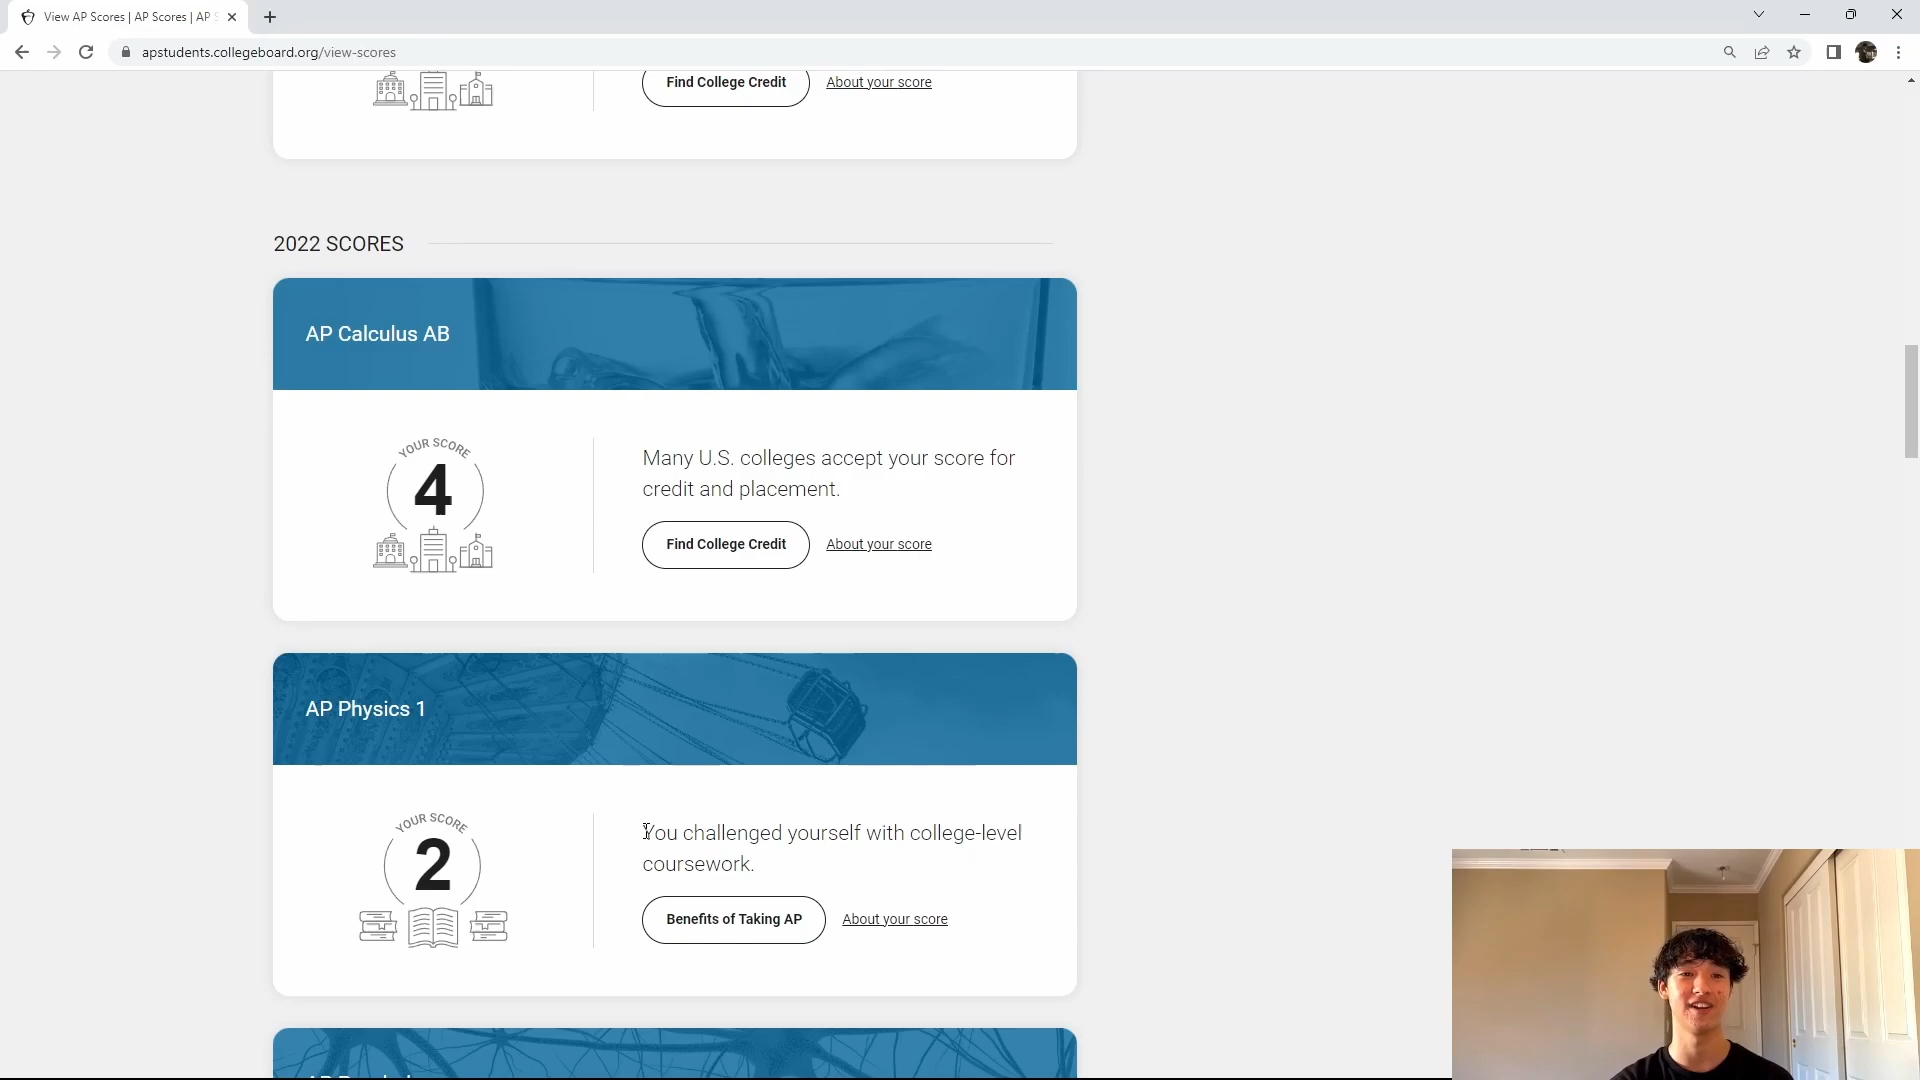 View AP Scores | AP Scores | AP S
apstudents.collegeboard.org/view-scores
Find College Credit
About your score
2022 SCORES
AP Calculus AB
YOUR SCORE
4
Many U.S. colleges accept your score for
credit and placement.
Find College Credit
About your score
AP Physics 1
YOUR SCORE
2
You challenged yourself with college-level
coursework.
Benefits of Taking AP
About your score